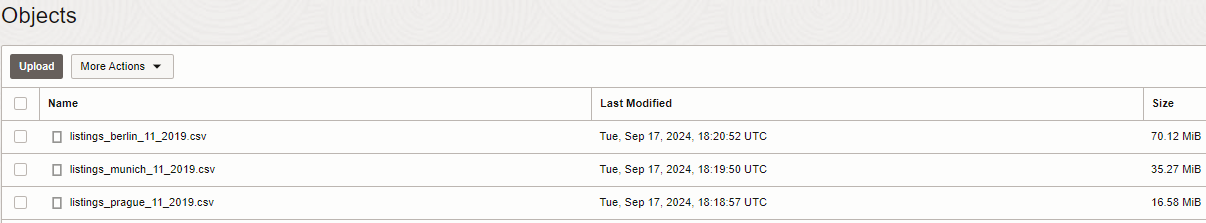 Objects
Upload More Actions
Name Last Modified Size
listings_berlin_11_2019.csv Tue, Sep 17, 2024, 18:20:52 UTC 70.12 MiB
listings_munich_11_2019.csv Tue, Sep 17, 2024, 18:19:50 UTC 35.27 MiB
listings_prague_11_2019.csv Tue, Sep 17, 2024, 18:18:57 UTC 16.58 MiB